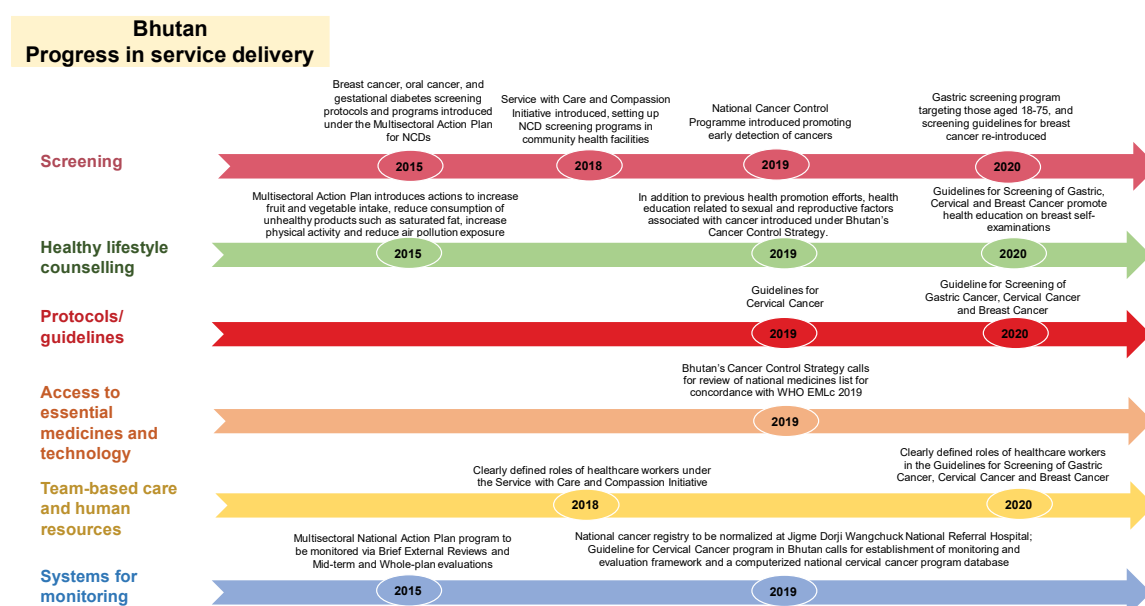 Bhutan
Progress in service delivery
Screening
Breast cancer, oral cancer, and
gestational diabetes screening
protocols and programs introduced
under the Multisectoral Action Plan
for NCDs
2015
Service with Care and Compassion
Initiative introduced, setting up
NCD screening programs in
community health facilities
2018
National Cancer Control
Programme introduced promoting
early detection of cancers
2019
Gastric screening program
targeting those aged 18-75, and
screening guidelines for breast
cancer re-introduced
2020
Healthy lifestyle
counselling
Multisectoral Action Plan introduces actions to increase
fruit and vegetable intake, reduce consumption of
unhealthy products such as saturated fat, increase
physical activity and reduce air pollution exposure
2015
In addition to previous health promotion efforts, health
education related to sexual and reproductive factors
associated with cancer introduced under Bhutan's
Cancer Control Strategy.
2019
Guidelines for Screening of Gastric,
Cervical and Breast Cancer promote
health education on breast self-
examinations
2020
Protocols/
guidelines
Guidelines for
Cervical Cancer
2019
Guideline for Screening of
Gastric Cancer, Cervical Cancer
and Breast Cancer
2020
Access to
essential
medicines and
technology
Bhutan's Cancer Control Strategy calls
for review of national medicines list for
concordance with WHO EMLc 2019
2019
Team-based care
and human
resources
Clearly defined roles of healthcare workers under
the Service with Care and Compassion Initiative
2018
Clearly defined roles of healthcare workers
in the Guidelines for Screening of Gastric
Cancer, Cervical Cancer and Breast Cancer
2020
Systems for
monitoring
Multisectoral National Action Plan program to
be monitored via Brief External Reviews and
Mid-term and Whole-plan evaluations
2015
National cancer registry to be normalized at Jigme Dorji Wangchuck National Referral Hospital;
Guideline for Cervical Cancer program in Bhutan calls for establishment of monitoring and
evaluation framework and a computerized national cervical cancer program database
2019